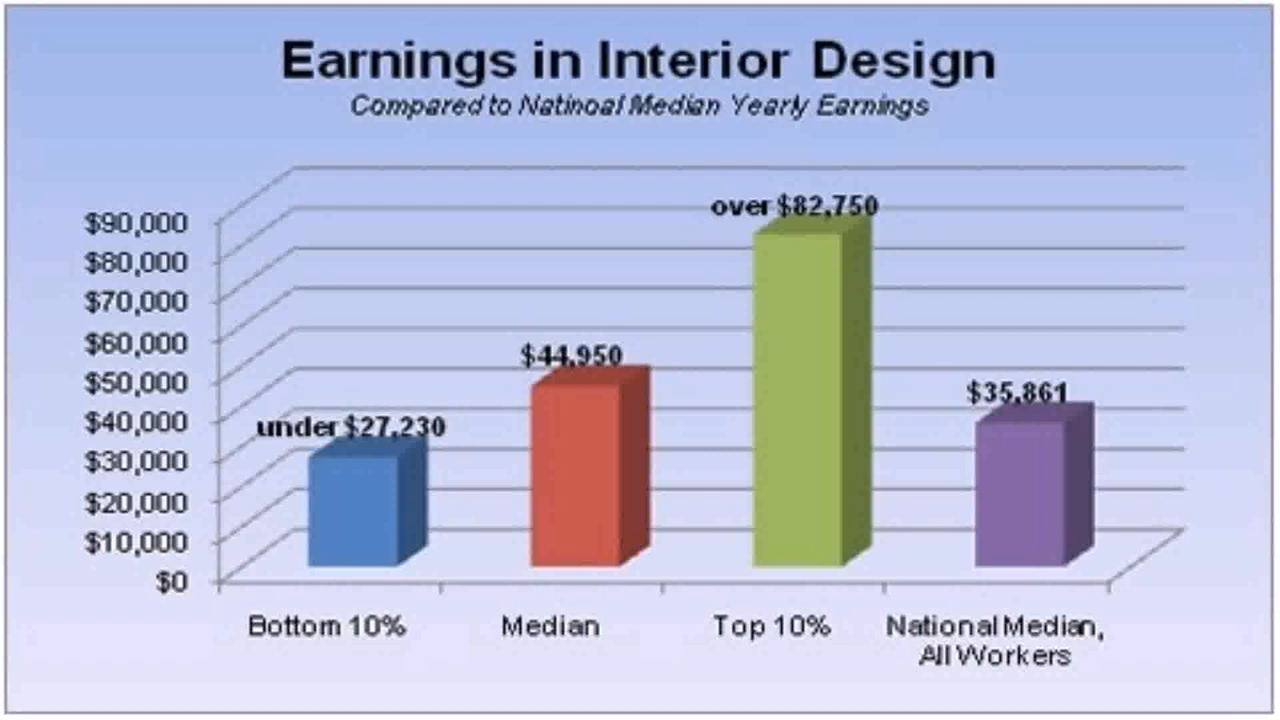 Earnings in Interior Design
Compared to Natinoal Median Yearly Earnings
$90,000
$80,000
$70,000
$60,000
$50,000
$40,000
$30,000
$20,000
$10,000
$0
under $27,230
$44,950
over $82,750
$35,861
Bottom 10%
Median
Top 10%
National Median,
All Workers